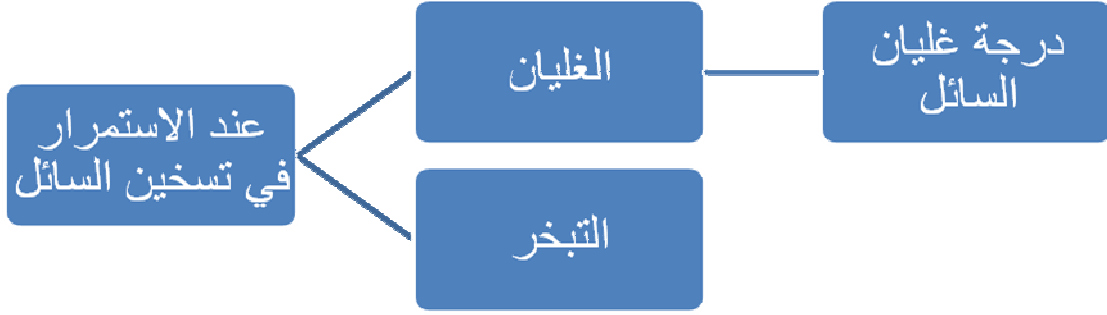 عند الاستمرار
في تسخين السائل
الغليان
درجة غليان
السائل
التبخر